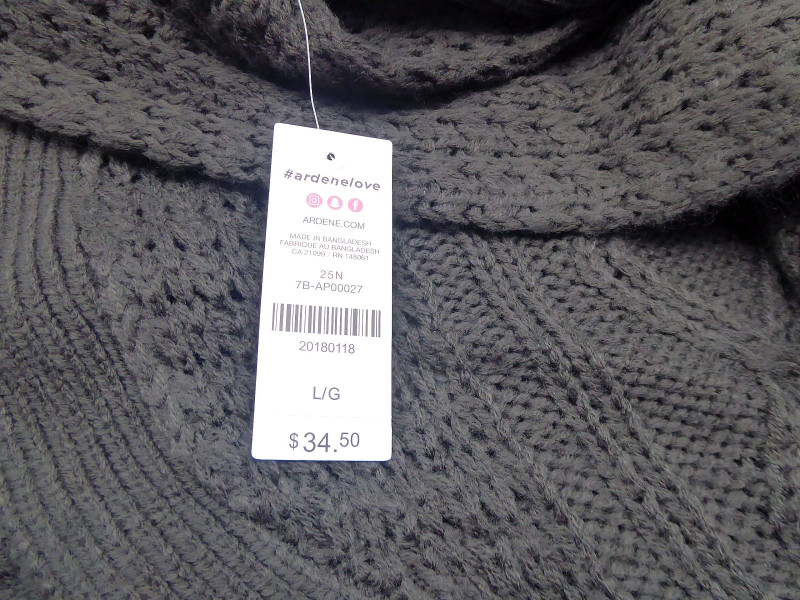 #ardenelove
ARDENE.COM
MADE IN BANGLADESH
FABRIQUE AU BANGLADESH
CA 21099 / RN 148061
25N
7B-AP00027
20180118
L/G
$34.50